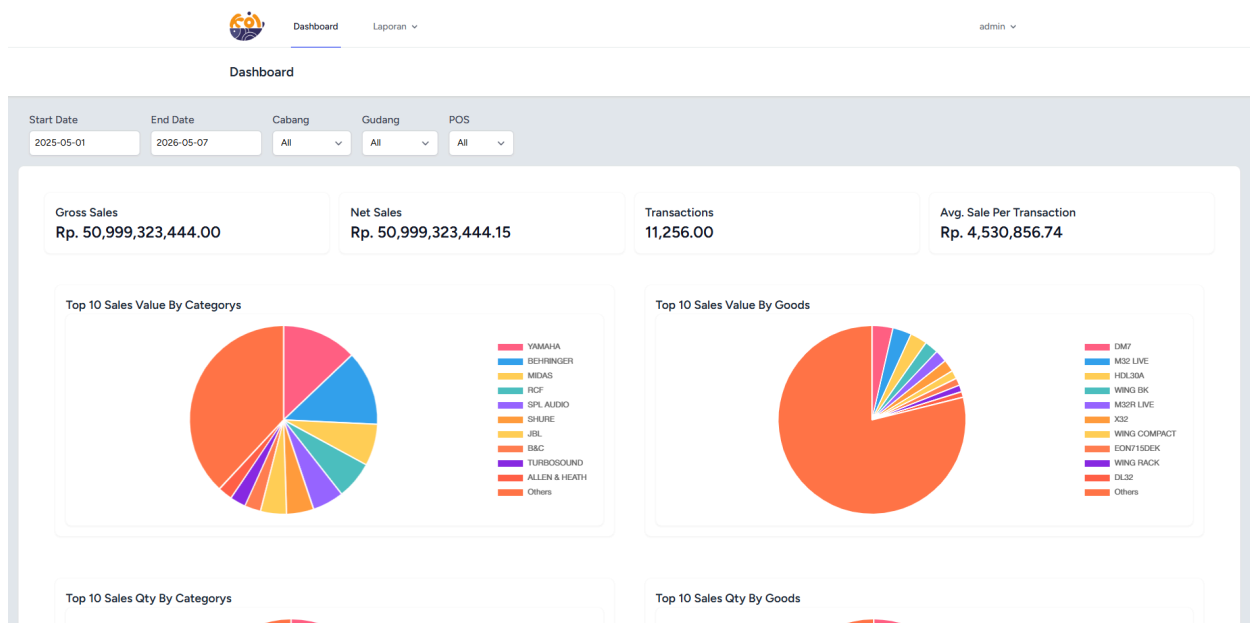 KOI
Dashboard
Laporan
admin
Dashboard
Start Date
End Date
Cabang
Gudang
POS
2025-05-01
2026-05-07
All
All
All
Gross Sales
Rp. 50,999,323,444.00
Net Sales
Rp. 50,999,323,444.15
Transactions
11,256.00
Avg. Sale Per Transaction
Rp. 4,530,856.74
Top 10 Sales Value By Categorys
YAMAHA
BEHRINGER
MIDAS
RCF
SPL AUDIO
SHURE
JBL
B&C
TURBOSOUND
ALLEN & HEATH
Others
Top 10 Sales Value By Goods
DM7
M32 LIVE
HDL30A
WING BK
M32R LIVE
X32
WING COMPACT
EON715DEK
WING RACK
DL32
Others
Top 10 Sales Qty By Categorys
Top 10 Sales Qty By Goods